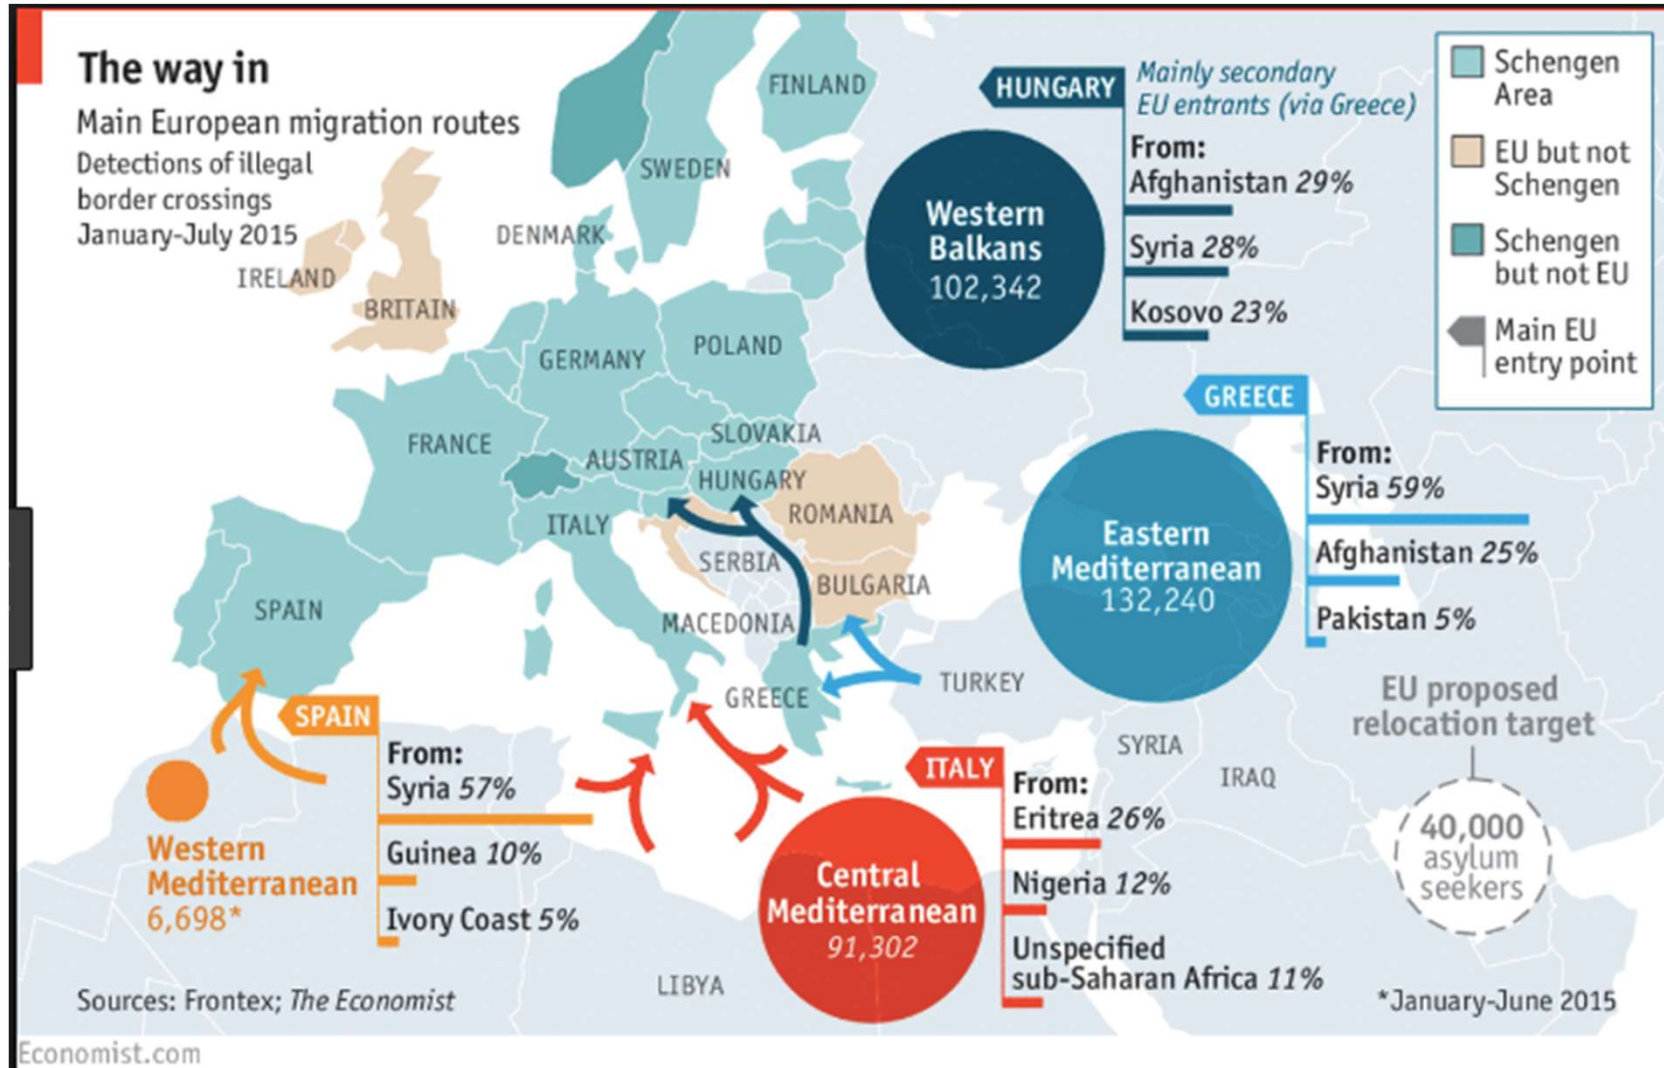 The way in
Main European migration routes
Detections of illegal
border crossings
January-July 2015
FINLAND
SWEDEN
DENMARK
IRELAND
BRITAIN
GERMANY
POLAND
FRANCE
SLOVAKIA
AUSTRIA
HUNGARY
ITALY
ROMANIA
SERBIA
BULGARIA
SPAIN
MACEDONIA
GREECE
TURKEY
SYRIA
IRAQ
LIBYA
HUNGARY
Mainly secondary
EU entrants (via Greece)
Western
Balkans
102,342
From:
Afghanistan 29%
Syria 28%
Kosovo 23%
Schengen
Area
EU but not
Schengen
Schengen
but not EU
Main EU
entry point
GREECE
Eastern
Mediterranean
132,240
From:
Syria 59%
Afghanistan 25%
Pakistan 5%
SPAIN
Western
Mediterranean
6,698*
From:
Syria 57%
Guinea 10%
Ivory Coast 5%
ITALY
Central
Mediterranean
91,302
From:
Eritrea 26%
Nigeria 12%
Unspecified
sub-Saharan Africa 11%
EU proposed
relocation target
40,000
asylum
seekers
Sources: Frontex; The Economist
*January-June 2015
Economist.com